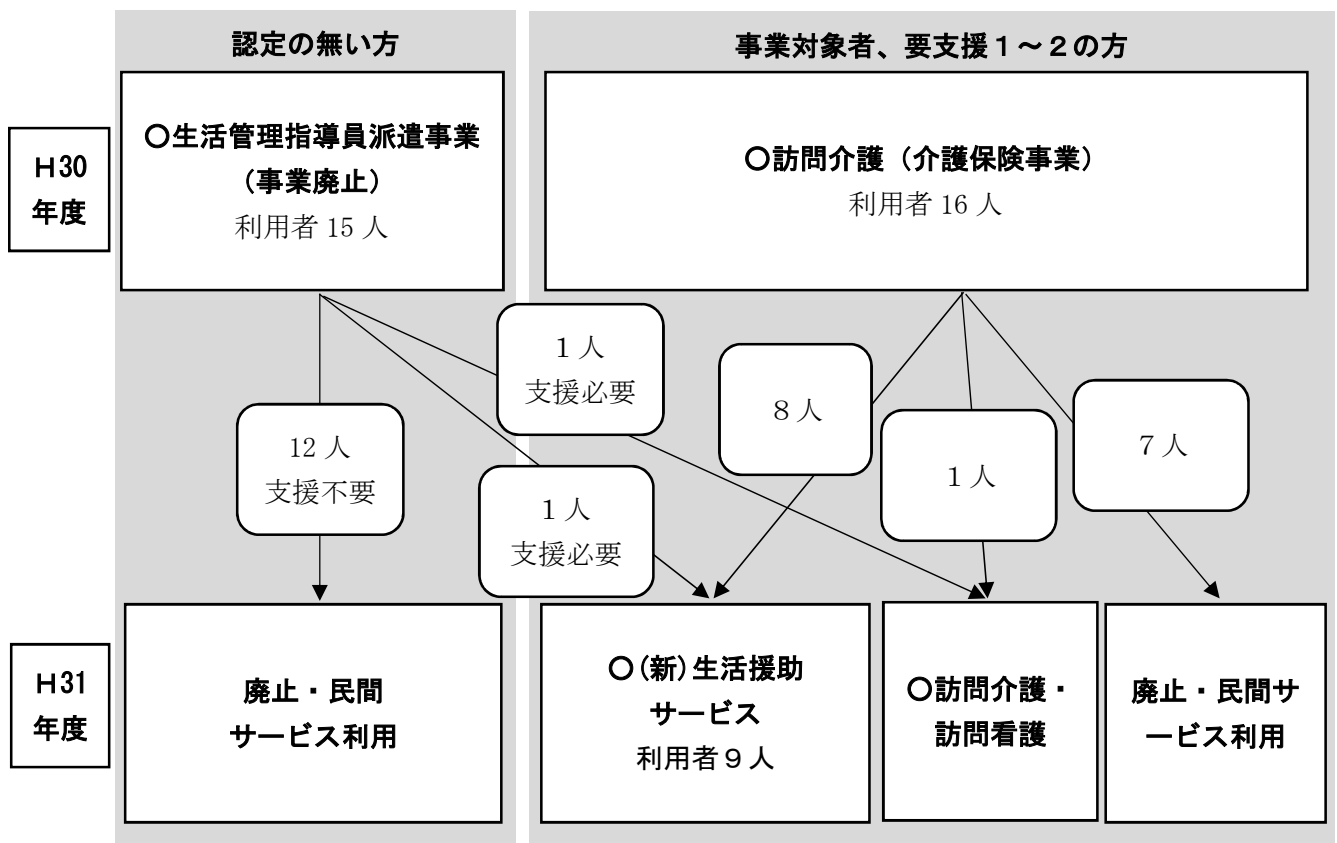 認定の無い方
事業対象者、要支援1～2の方
H30
年度
〇生活管理指導員派遣事業
（事業廃止）
利用者 15 人
〇訪問介護（介護保険事業）
利用者 16 人
1人
支援必要
8人
12 人
支援不要
1人
7人
1人
支援必要
H31
年度
廃止・民間
サービス利用
〇(新)生活援助
サービス
利用者９人
〇訪問介護・
訪問看護
廃止・民間サ
ービス利用